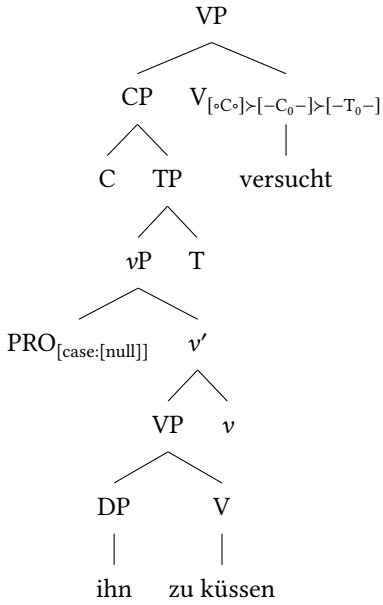 VP
CP V[∘C∘]≻[−C₀−]≻[−T₀−]
C TP versucht
vP T
PRO[case:[null]] v′
VP v
DP V
ihn zu küssen